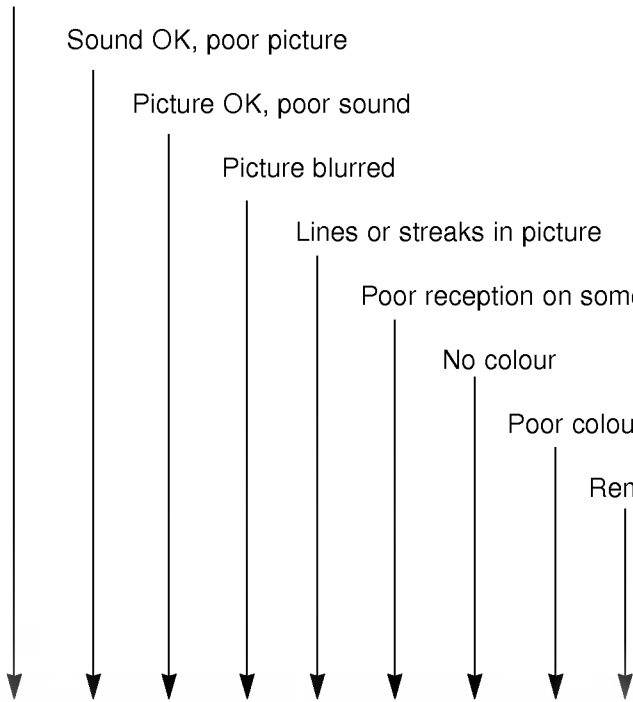 Sound OK, poor picture
Picture OK, poor sound
Picture blurred
Lines or streaks in picture
Poor reception on some
No colour
Poor colou
Ren